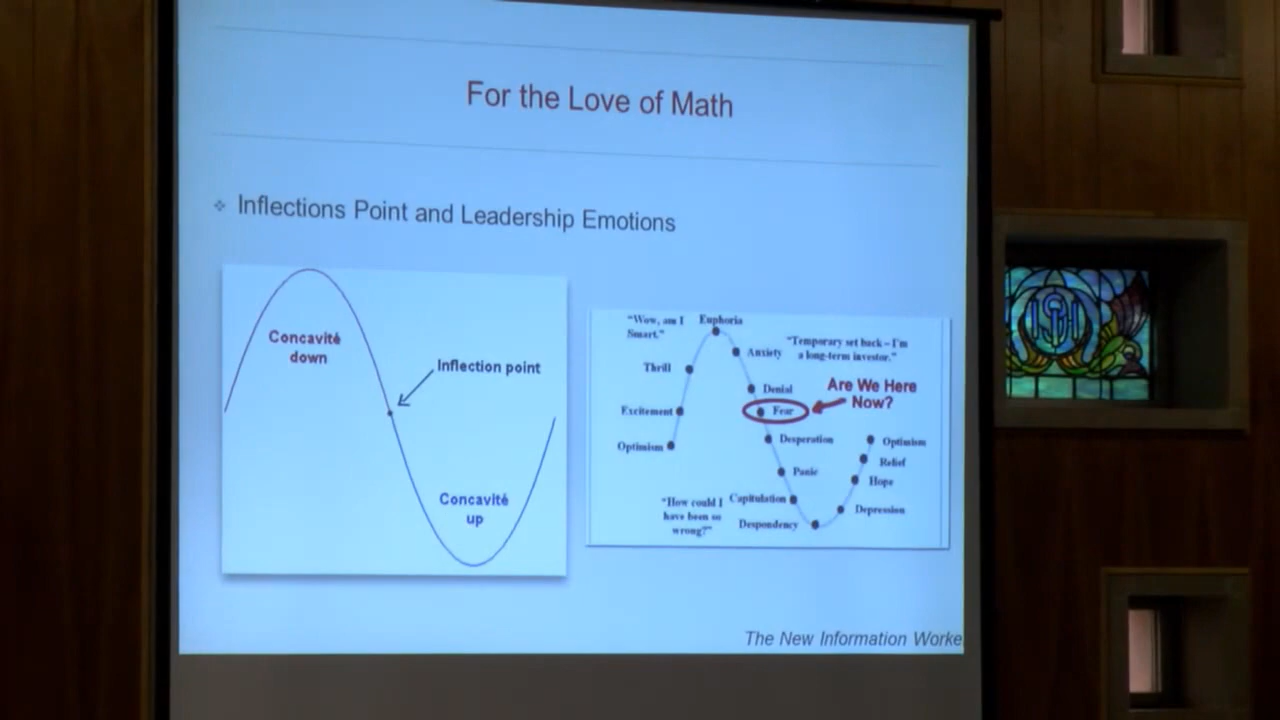 For the Love of Math
❖ Inflections Point and Leadership Emotions
Concavité
down
Inflection point
Concavité
up
"Wow, am I
Smart."
Euphoria
"Temporary set back – I'm
a long-term investor."
Anxiety
Thrill
Denial
Are We Here
Now?
Excitement
Fear
Optimism
Desperation
Optimism
Relief
Panic
Hope
"How could I
have been so
wrong?"
Capitulation
Depression
Despondency
The New Information Worke
IHS